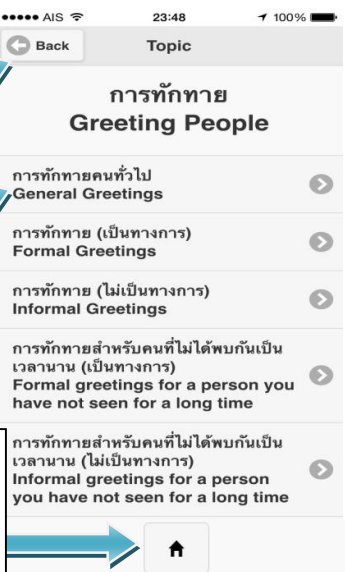 AIS 23:48 100%
Back Topic
การทักทาย
Greeting People
การทักทายคนทั่วไป
General Greetings
การทักทาย (เป็นทางการ)
Formal Greetings
การทักทาย (ไม่เป็นทางการ)
Informal Greetings
การทักทายสำหรับคนที่ไม่ได้พบกันเป็น
เวลานาน (เป็นทางการ)
Formal greetings for a person you
have not seen for a long time
การทักทายสำหรับคนที่ไม่ได้พบกันเป็น
เวลานาน (ไม่เป็นทางการ)
Informal greetings for a person
you have not seen for a long time